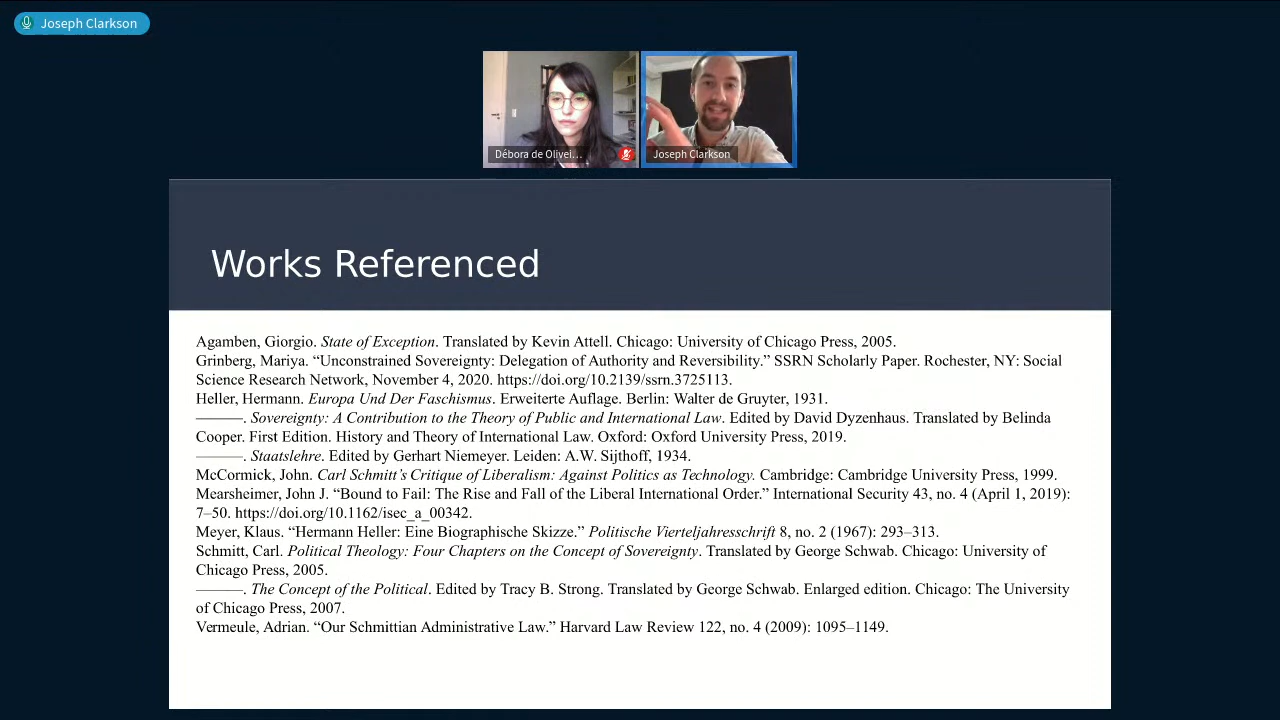 Joseph Clarkson
Débora de Olivei...
Joseph Clarkson
Works Referenced
Agamben, Giorgio. State of Exception. Translated by Kevin Attell. Chicago: University of Chicago Press, 2005.
Grinberg, Mariya. “Unconstrained Sovereignty: Delegation of Authority and Reversibility.” SSRN Scholarly Paper. Rochester, NY: Social
Science Research Network, November 4, 2020. https://doi.org/10.2139/ssrn.3725113.
Heller, Hermann. Europa Und Der Faschismus. Erweiterte Auflage. Berlin: Walter de Gruyter, 1931.
———. Sovereignty: A Contribution to the Theory of Public and International Law. Edited by David Dyzenhaus. Translated by Belinda
Cooper. First Edition. History and Theory of International Law. Oxford: Oxford University Press, 2019.
———. Staatslehre. Edited by Gerhart Niemeyer. Leiden: A.W. Sijthoff, 1934.
McCormick, John. Carl Schmitt’s Critique of Liberalism: Against Politics as Technology. Cambridge: Cambridge University Press, 1999.
Mearsheimer, John J. “Bound to Fail: The Rise and Fall of the Liberal International Order.” International Security 43, no. 4 (April 1, 2019):
7–50. https://doi.org/10.1162/isec_a_00342.
Meyer, Klaus. “Hermann Heller: Eine Biographische Skizze.” Politische Vierteljahresschrift 8, no. 2 (1967): 293–313.
Schmitt, Carl. Political Theology: Four Chapters on the Concept of Sovereignty. Translated by George Schwab. Chicago: University of
Chicago Press, 2005.
———. The Concept of the Political. Edited by Tracy B. Strong. Translated by George Schwab. Enlarged edition. Chicago: The University
of Chicago Press, 2007.
Vermeule, Adrian. “Our Schmittian Administrative Law.” Harvard Law Review 122, no. 4 (2009): 1095–1149.